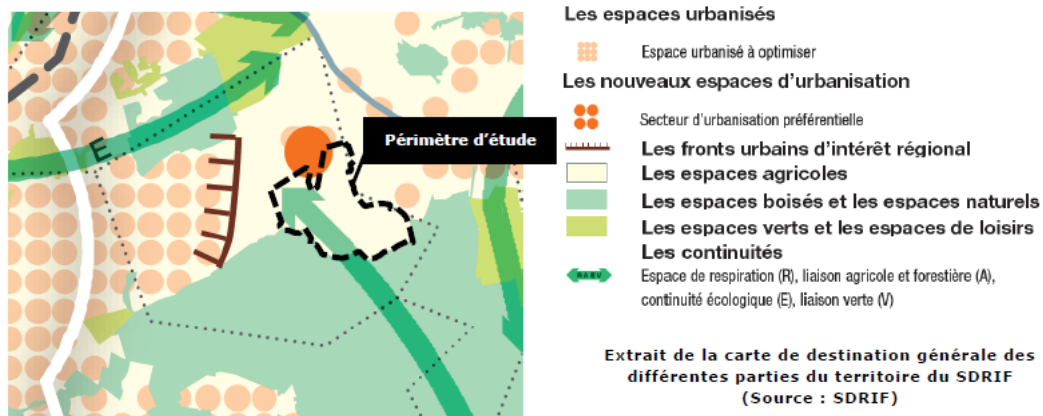 Les espaces urbanisés
Espace urbanisé à optimiser
Les nouveaux espaces d'urbanisation
Secteur d'urbanisation préférentielle
Les fronts urbains d'intérêt régional
Les espaces agricoles
Les espaces boisés et les espaces naturels
Les espaces verts et les espaces de loisirs
Les continuités
R A E V
Espace de respiration (R), liaison agricole et forestière (A),
continuité écologique (E), liaison verte (V)
Périmètre d'étude
E
Extrait de la carte de destination générale des
différentes parties du territoire du SDRIF
(Source : SDRIF)